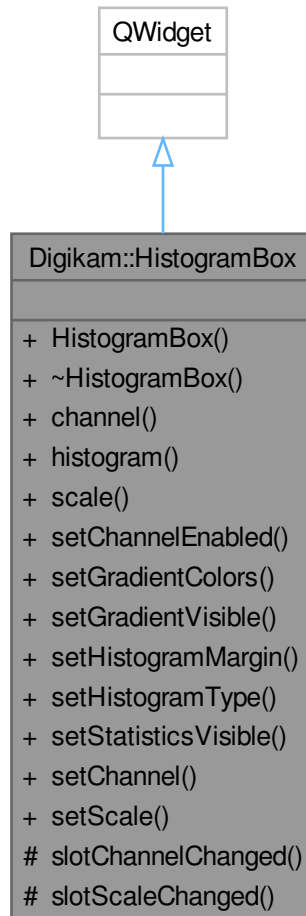 QWidget
Digikam::HistogramBox
+ HistogramBox()
+ ~HistogramBox()
+ channel()
+ histogram()
+ scale()
+ setChannelEnabled()
+ setGradientColors()
+ setGradientVisible()
+ setHistogramMargin()
+ setHistogramType()
+ setStatisticsVisible()
+ setChannel()
+ setScale()
# slotChannelChanged()
# slotScaleChanged()